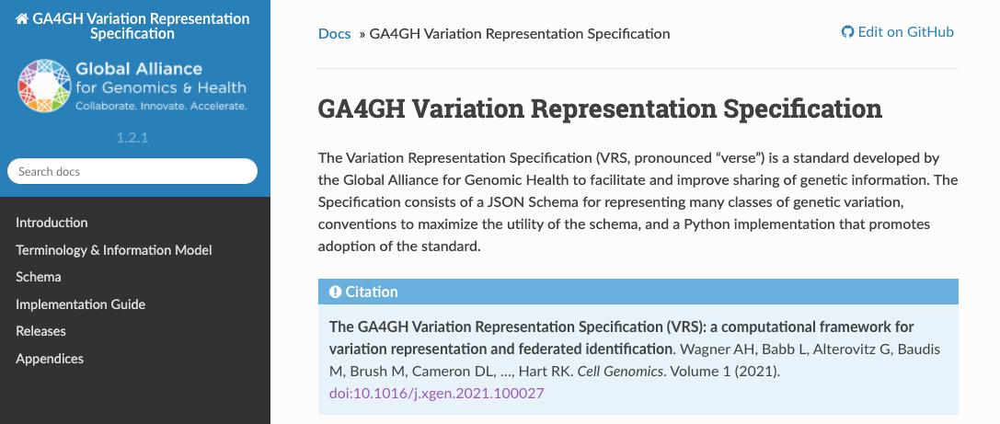 GA4GH Variation Representation
Specification
Global Alliance
for Genomics & Health
Collaborate. Innovate. Accelerate.
1.2.1
Search docs
Introduction
Terminology & Information Model
Schema
Implementation Guide
Releases
Appendices
Docs » GA4GH Variation Representation Specification
Edit on GitHub
GA4GH Variation Representation Specification
The Variation Representation Specification (VRS, pronounced “verse”) is a standard developed by
the Global Alliance for Genomic Health to facilitate and improve sharing of genetic information. The
Specification consists of a JSON Schema for representing many classes of genetic variation,
conventions to maximize the utility of the schema, and a Python implementation that promotes
adoption of the standard.
Citation
The GA4GH Variation Representation Specification (VRS): a computational framework for
variation representation and federated identification. Wagner AH, Babb L, Alterovitz G, Baudis
M, Brush M, Cameron DL, ..., Hart RK. Cell Genomics. Volume 1 (2021).
doi:10.1016/j.xgen.2021.100027